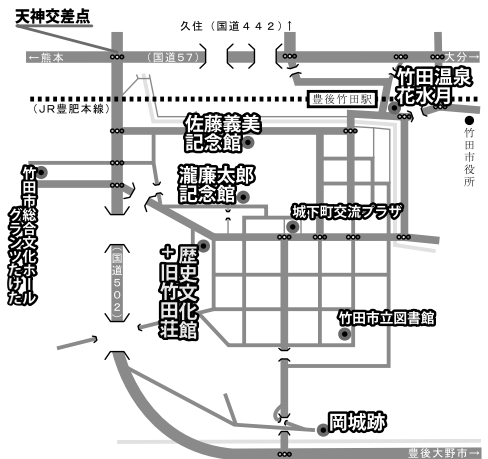 天神交差点
久住（国道４４２）↑
←熊本
（国道57）
大分→
竹田温泉
花水月
豊後竹田駅
（ＪＲ豊肥本線）
佐藤義美
記念館
竹田市役所
瀧廉太郎
記念館
竹田市総合文化ホール
グランツたけた
城下町交流プラザ
歴史文化館
＋旧竹田荘
（国道５０２）
竹田市立図書館
岡城跡
豊後大野市→